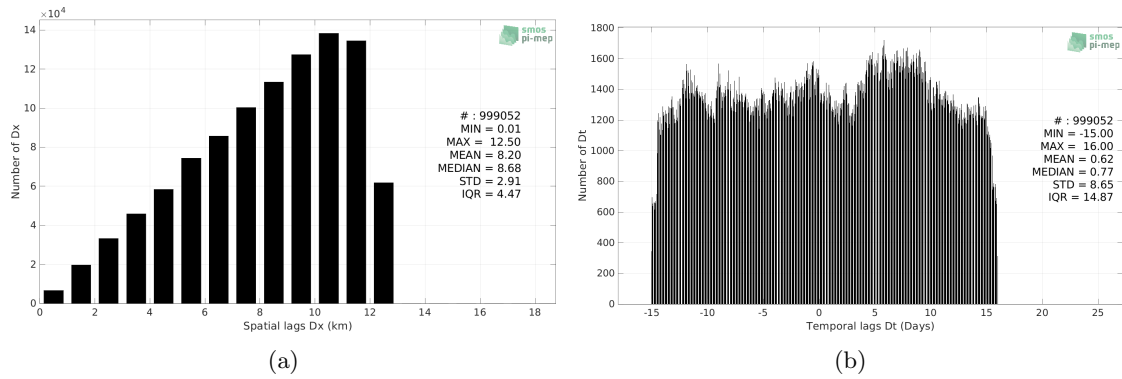 ×10⁴
14
12
10
8
6
4
2
0
Number of Dx
0 2 4 6 8 10 12 14 16 18
Spatial lags Dx (km)
smos
pi-mep
# : 999052
MIN = 0.01
MAX = 12.50
MEAN = 8.20
MEDIAN = 8.68
STD = 2.91
IQR = 4.47
(a)
1800
1600
1400
1200
1000
800
600
400
200
0
Number of Dt
-15 -10 -5 0 5 10 15 20 25
Temporal lags Dt (Days)
smos
pi-mep
# : 999052
MIN = -15.00
MAX = 16.00
MEAN = 0.62
MEDIAN = 0.77
STD = 8.65
IQR = 14.87
(b)